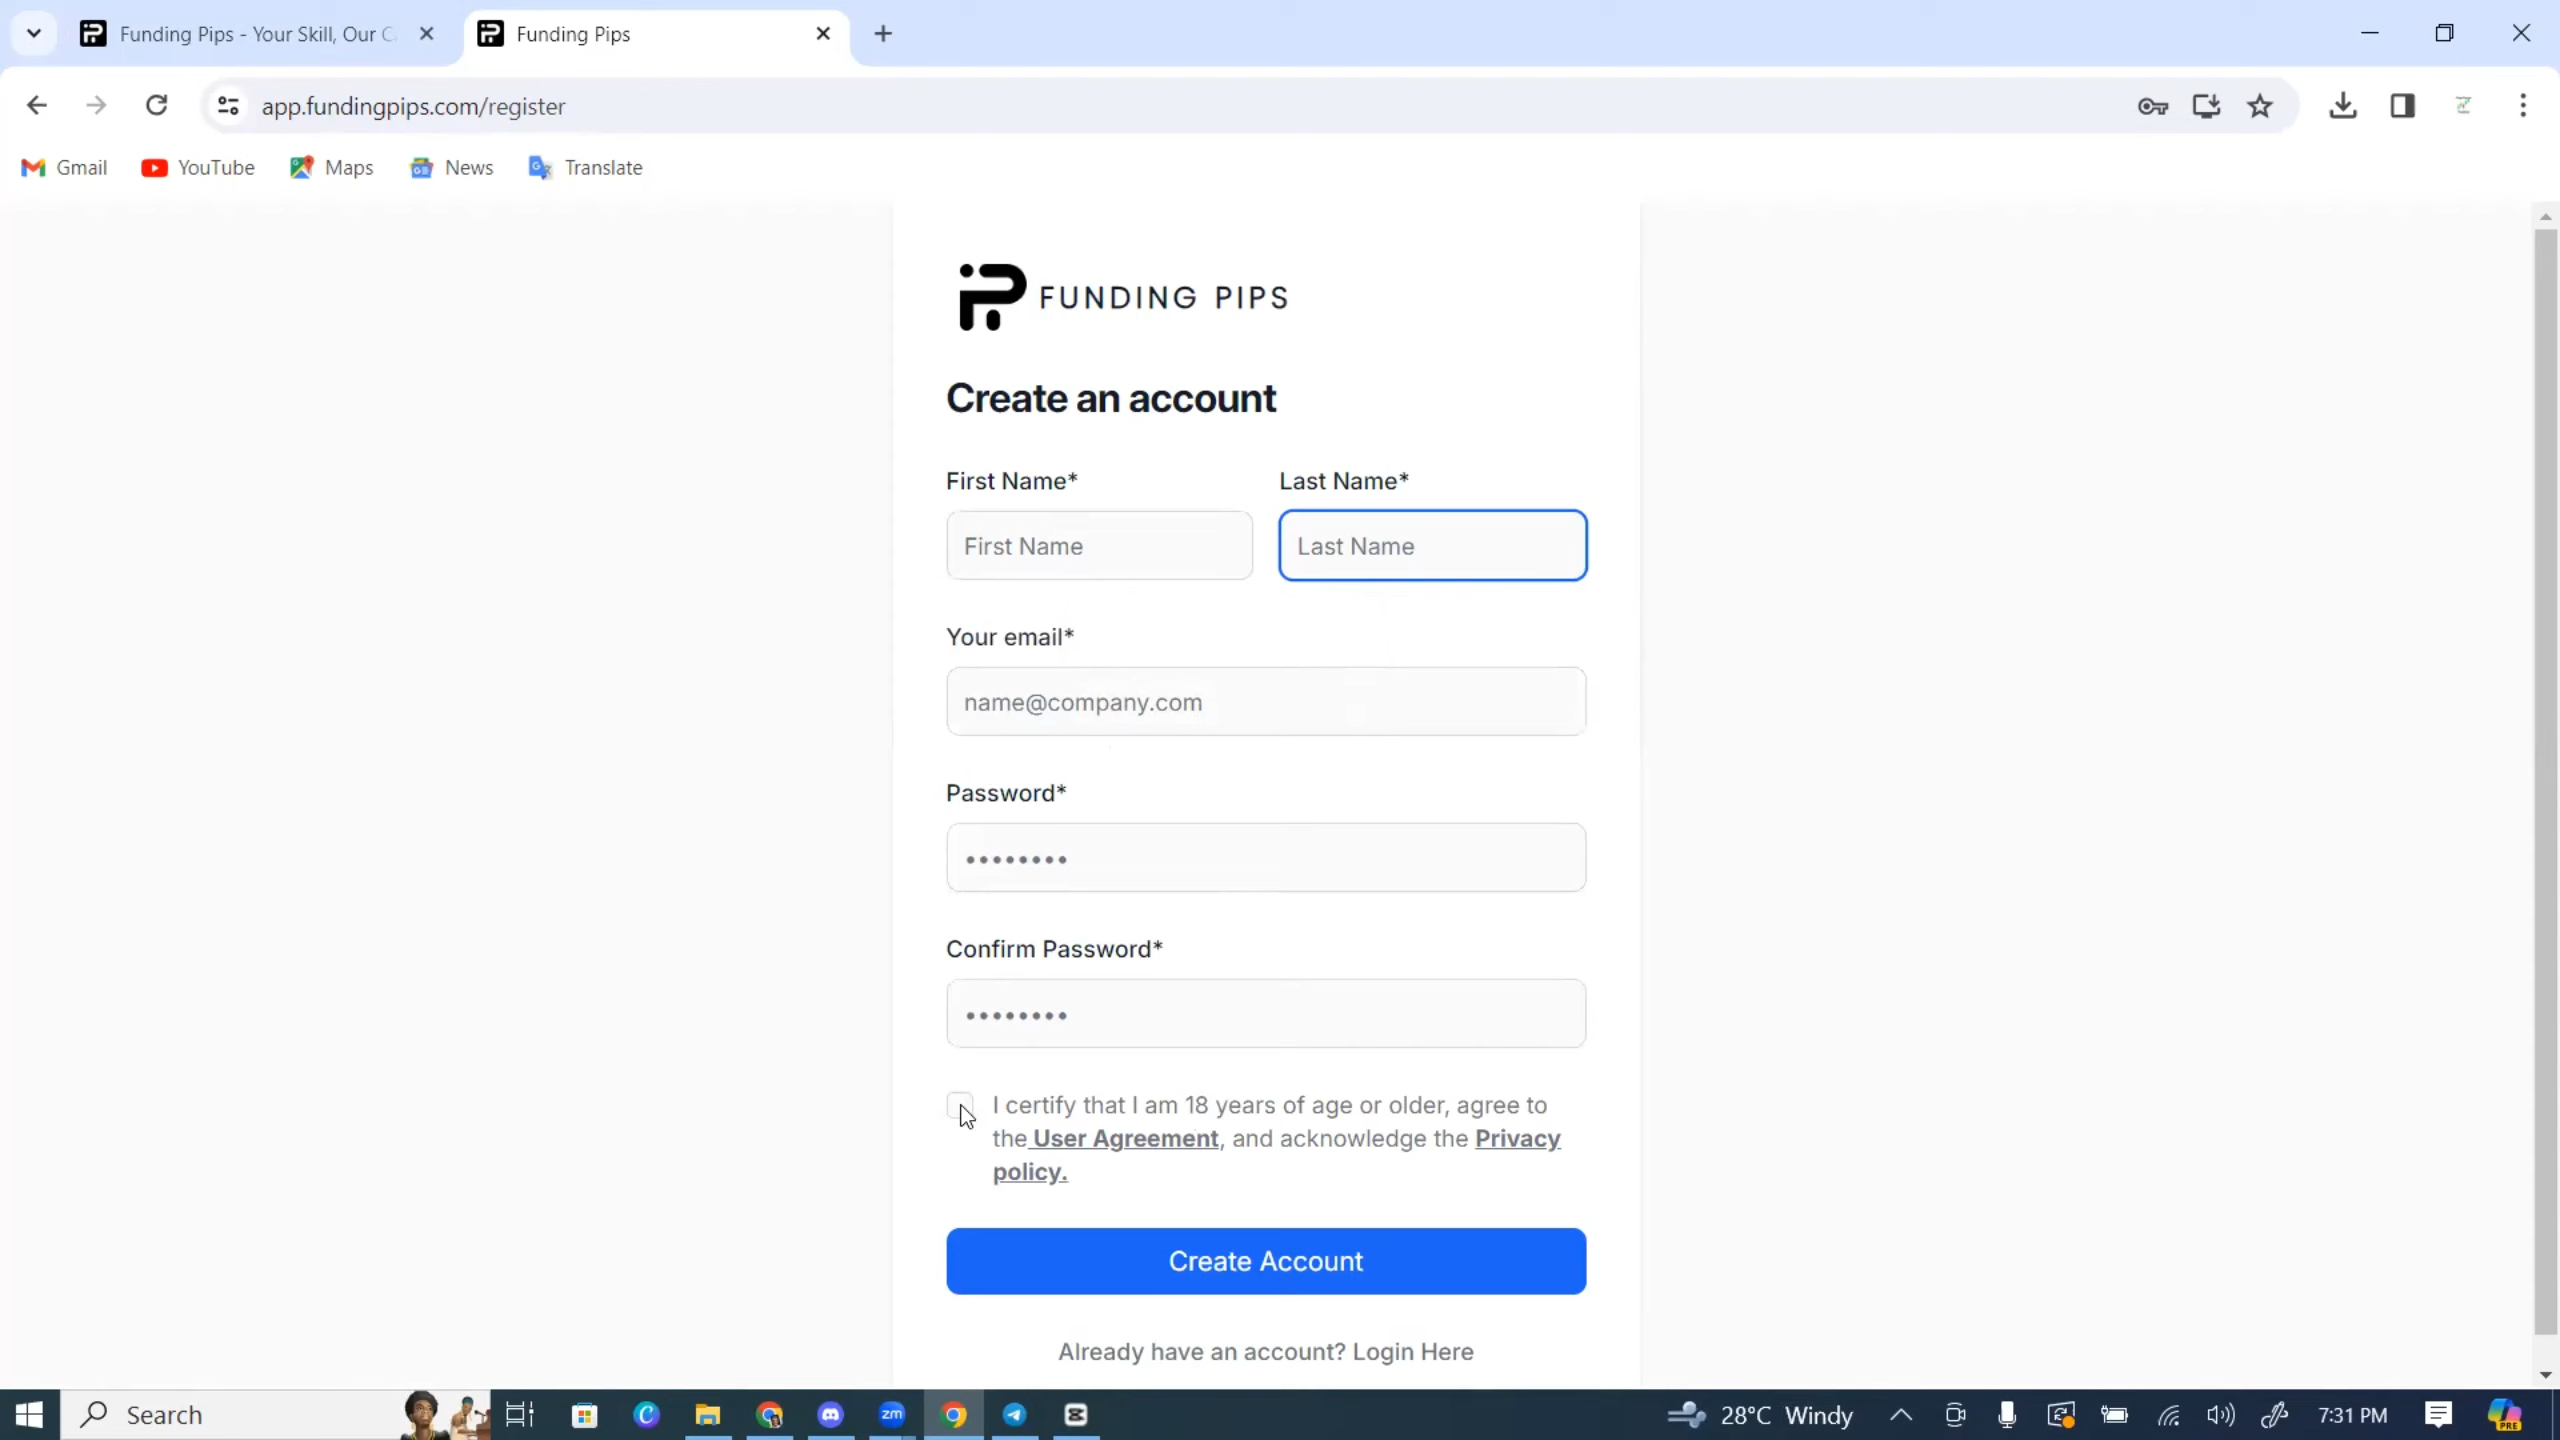 Funding Pips - Your Skill, Our C
Funding Pips
app.fundingpips.com/register
Gmail
YouTube
Maps
News
Translate
FUNDING PIPS
Create an account
First Name* Last Name*
First Name Last Name
Your email*
name@company.com
Password*
••••••••
Confirm Password*
••••••••
I certify that I am 18 years of age or older, agree to
the User Agreement, and acknowledge the Privacy
policy.
Create Account
Already have an account? Login Here
Search
zm
28°C Windy
7:31 PM
PRE